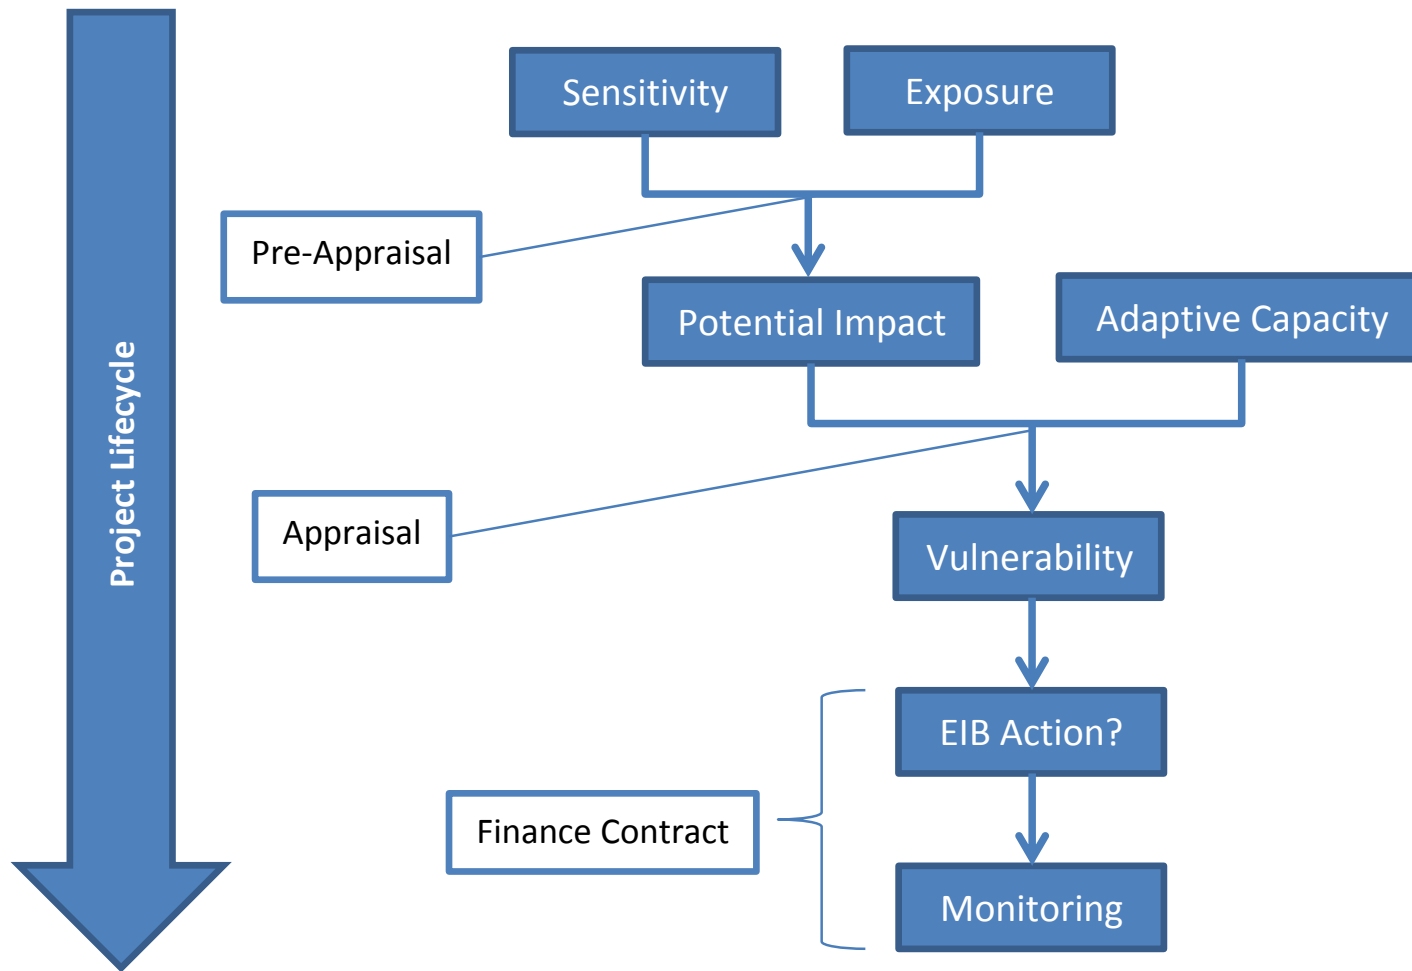 Sensitivity
Exposure
Pre-Appraisal
Potential Impact
Adaptive Capacity
Project Lifecycle
Appraisal
Vulnerability
EIB Action?
Finance Contract
Monitoring